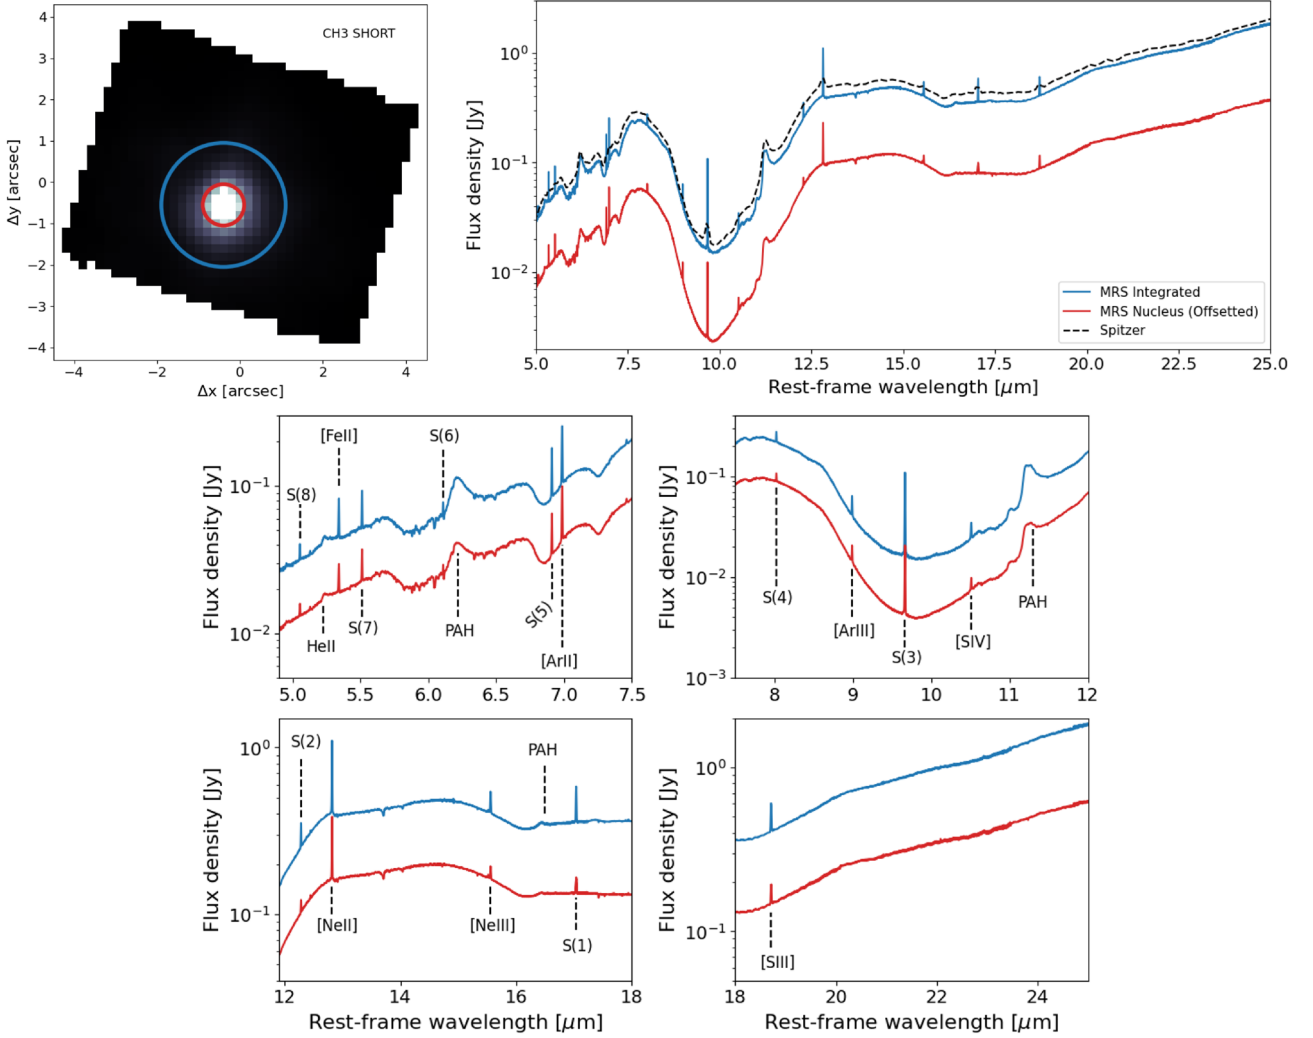 CH3 SHORT
4
3
2
1
0
−1
−2
−3
−4
Δy [arcsec]
−4 −2 0 2 4
Δx [arcsec]
10⁰
10⁻¹
10⁻²
Flux density [Jy]
MRS Integrated
MRS Nucleus (Offsetted)
Spitzer
5.0 7.5 10.0 12.5 15.0 17.5 20.0 22.5 25.0
Rest-frame wavelength [μm]
[FeII]
S(6)
S(8)
10⁻¹
10⁻²
Flux density [Jy]
HeII
S(7)
PAH
S(5)
[ArII]
5.0 5.5 6.0 6.5 7.0 7.5
10⁻¹
10⁻²
10⁻³
Flux density [Jy]
S(4)
[ArIII]
S(3)
[SIV]
PAH
8 9 10 11 12
S(2)
PAH
10⁰
10⁻¹
Flux density [Jy]
[NeII]
[NeIII]
S(1)
12 14 16 18
Rest-frame wavelength [μm]
10⁰
10⁻¹
Flux density [Jy]
[SIII]
18 20 22 24
Rest-frame wavelength [μm]